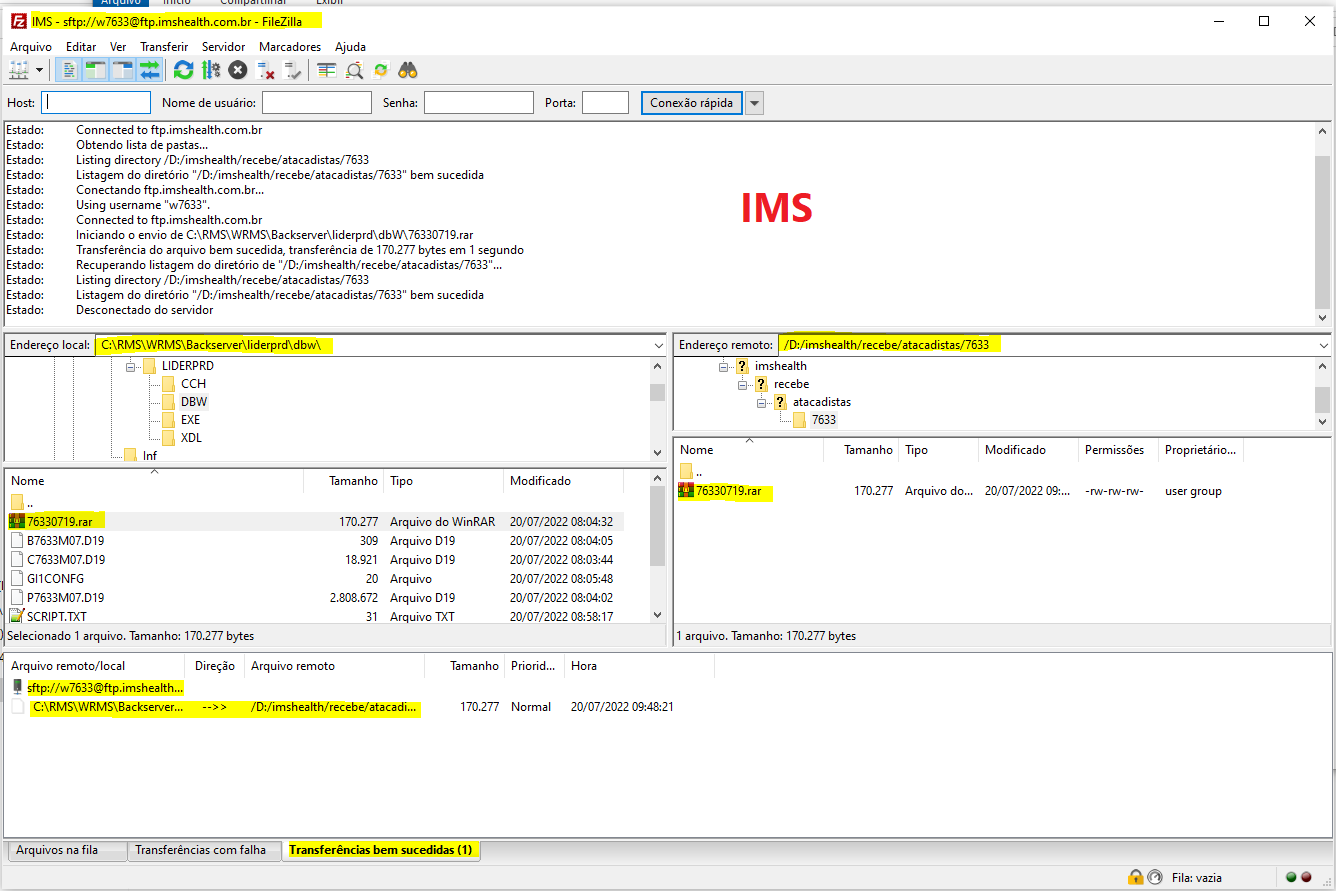 Arquivo Início Compartilhar Exibir
IMS - sftp://w7633@ftp.imshealth.com.br - FileZilla
Arquivo Editar Ver Transferir Servidor Marcadores Ajuda
Host: Nome de usuário: Senha: Porta: Conexão rápida
Estado: Connected to ftp.imshealth.com.br
Estado: Obtendo lista de pastas...
Estado: Listing directory /D:/imshealth/recebe/atacadistas/7633
Estado: Listagem do diretório "/D:/imshealth/recebe/atacadistas/7633" bem sucedida
Estado: Conectando ftp.imshealth.com.br...
Estado: Using username "w7633".
Estado: Connected to ftp.imshealth.com.br
Estado: Iniciando o envio de C:\RMS\WRMS\Backserver\liderprd\dbW\76330719.rar
Estado: Transferência do arquivo bem sucedida, transferência de 170.277 bytes em 1 segundo
Estado: Recuperando listagem do diretório de "/D:/imshealth/recebe/atacadistas/7633"...
Estado: Listing directory /D:/imshealth/recebe/atacadistas/7633
Estado: Listagem do diretório "/D:/imshealth/recebe/atacadistas/7633" bem sucedida
Estado: Desconectado do servidor
IMS
Endereço local: C:\RMS\WRMS\Backserver\liderprd\dbw\
LIDERPRD
CCH
DBW
EXE
XDL
Inf
Nome Tamanho Tipo Modificado
..
76330719.rar 170.277 Arquivo do WinRAR 20/07/2022 08:04:32
B7633M07.D19 309 Arquivo D19 20/07/2022 08:04:05
C7633M07.D19 18.921 Arquivo D19 20/07/2022 08:03:44
GI1CONFG 20 Arquivo 20/07/2022 08:05:48
P7633M07.D19 2.808.672 Arquivo D19 20/07/2022 08:04:02
SCRIPT.TXT 31 Arquivo TXT 20/07/2022 08:58:17
Selecionado 1 arquivo. Tamanho: 170.277 bytes
Endereço remoto: /D:/imshealth/recebe/atacadistas/7633
imshealth
recebe
atacadistas
7633
Nome Tamanho Tipo Modificado Permissões Proprietário...
..
76330719.rar 170.277 Arquivo do... 20/07/2022 09:... -rw-rw-rw- user group
1 arquivo. Tamanho: 170.277 bytes
Arquivo remoto/local Direção Arquivo remoto Tamanho Priorid... Hora
sftp://w7633@ftp.imshealth...
C:\RMS\WRMS\Backserver... -->> /D:/imshealth/recebe/atacadi... 170.277 Normal 20/07/2022 09:48:21
Arquivos na fila Transferências com falha Transferências bem sucedidas (1)
Fila: vazia